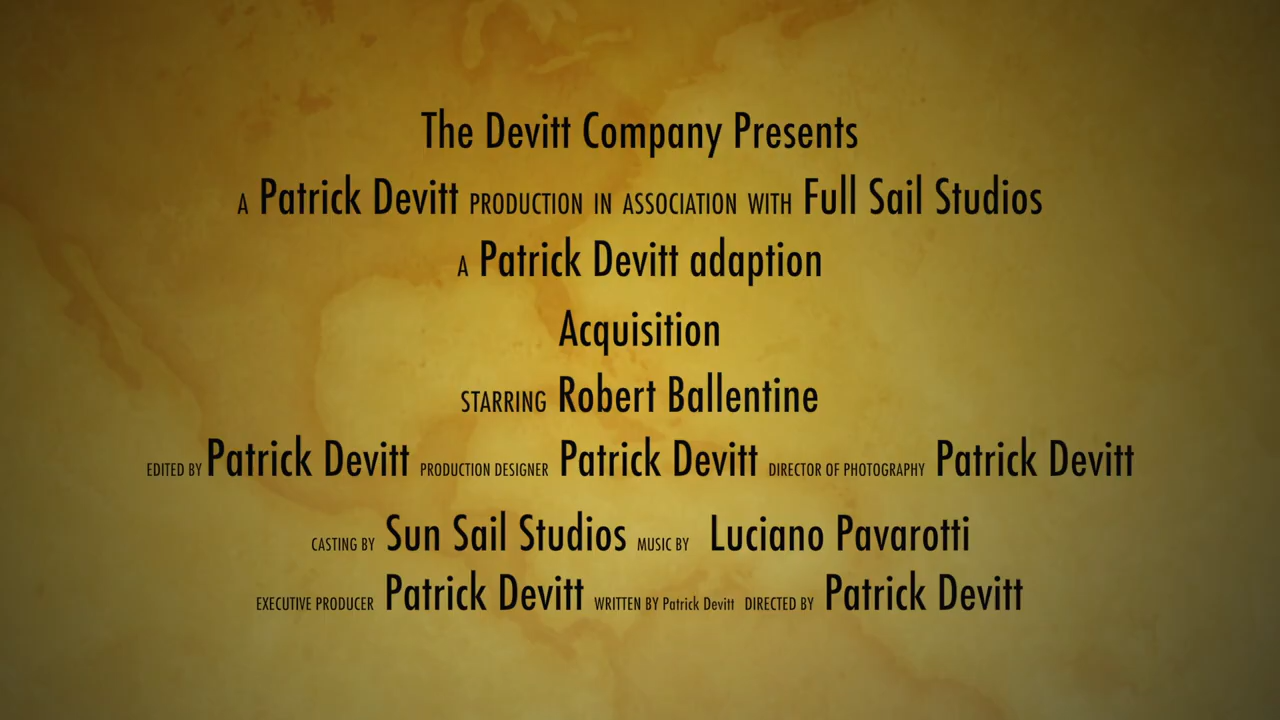 The Devitt Company Presents
A Patrick Devitt PRODUCTION IN ASSOCIATION WITH Full Sail Studios
A Patrick Devitt adaption
Acquisition
STARRING Robert Ballentine
EDITED BY Patrick Devitt PRODUCTION DESIGNER Patrick Devitt DIRECTOR OF PHOTOGRAPHY Patrick Devitt
CASTING BY Sun Sail Studios MUSIC BY Luciano Pavarotti
EXECUTIVE PRODUCER Patrick Devitt WRITTEN BY Patrick Devitt DIRECTED BY Patrick Devitt